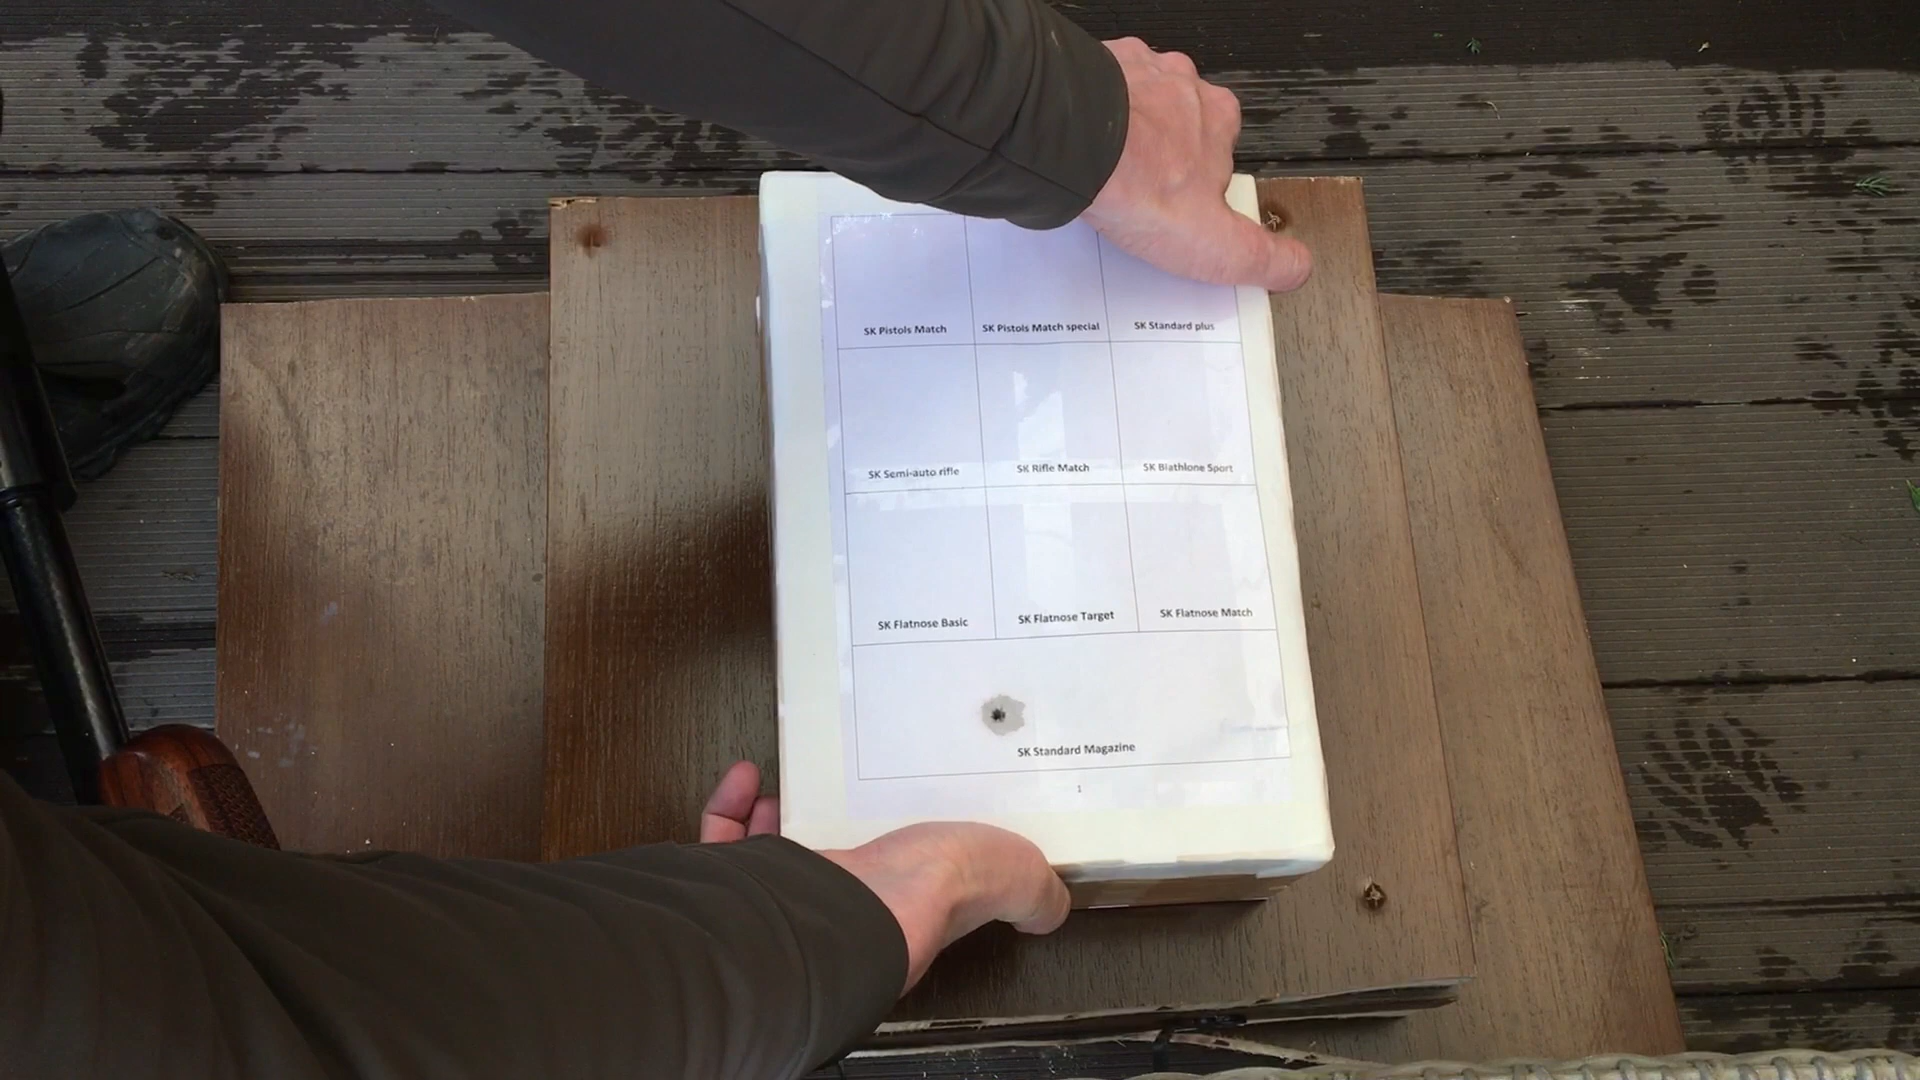 SK Pistols Match SK Pistols Match special SK Standard plus
SK Semi-auto rifle SK Rifle Match SK Biathlone Sport
SK Flatnose Basic SK Flatnose Target SK Flatnose Match
SK Standard Magazine
1